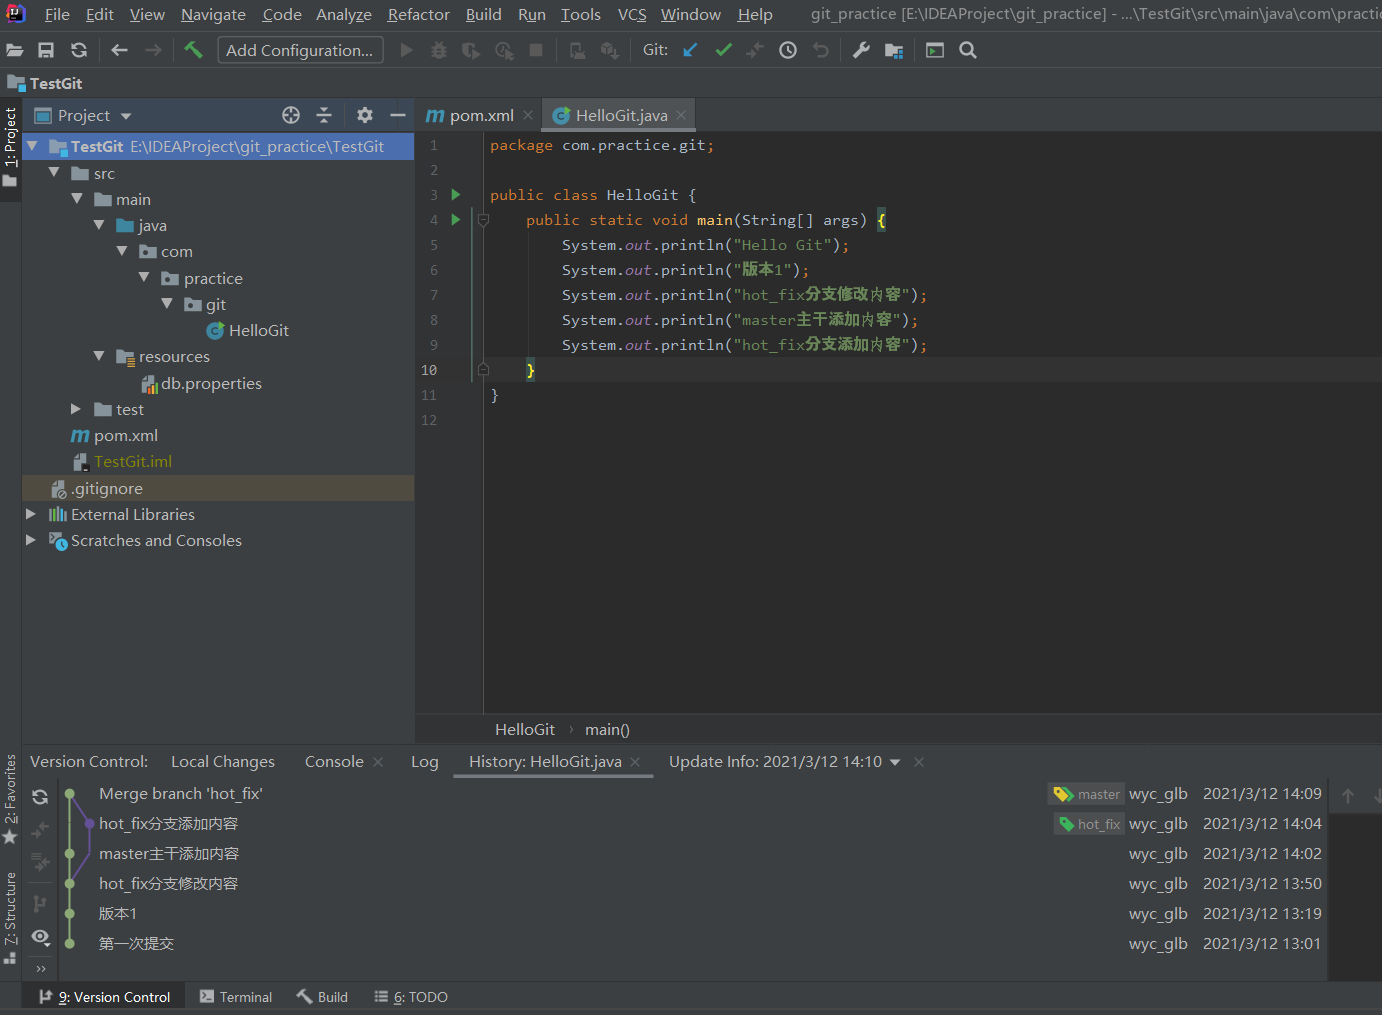 File Edit View Navigate Code Analyze Refactor Build Run Tools VCS Window Help git_practice [E:\IDEAProject\git_practice] - ...\TestGit\src\main\java\com\practic
Add Configuration... Git:
TestGit
1: Project
Project
TestGit E:\IDEAProject\git_practice\TestGit
src
main
java
com
practice
git
HelloGit
resources
db.properties
test
pom.xml
TestGit.iml
.gitignore
External Libraries
Scratches and Consoles
pom.xml HelloGit.java
1 package com.practice.git;
2
3 public class HelloGit {
4 public static void main(String[] args) {
5 System.out.println("Hello Git");
6 System.out.println("版本1");
7 System.out.println("hot_fix分支修改内容");
8 System.out.println("master主干添加内容");
9 System.out.println("hot_fix分支添加内容");
10 }
11 }
12
HelloGit › main()
2: Favorites
7: Structure
Version Control: Local Changes Console Log History: HelloGit.java Update Info: 2021/3/12 14:10
Merge branch 'hot_fix' master wyc_glb 2021/3/12 14:09
hot_fix分支添加内容 hot_fix wyc_glb 2021/3/12 14:04
master主干添加内容 wyc_glb 2021/3/12 14:02
hot_fix分支修改内容 wyc_glb 2021/3/12 13:50
版本1 wyc_glb 2021/3/12 13:19
第一次提交 wyc_glb 2021/3/12 13:01
9: Version Control Terminal Build 6: TODO